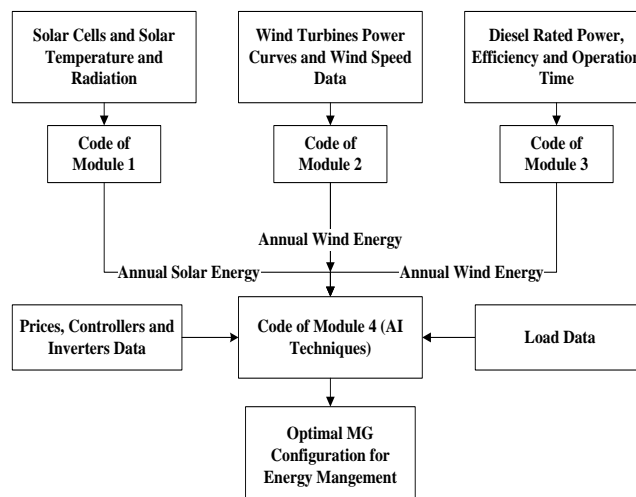 Solar Cells and Solar
Temperature and
Radiation
Wind Turbines Power
Curves and Wind Speed
Data
Diesel Rated Power,
Efficiency and Operation
Time
Code of
Module 1
Code of
Module 2
Code of
Module 3
Annual Wind Energy
Annual Solar Energy
Annual Wind Energy
Prices, Controllers and
Inverters Data
Code of Module 4 (AI
Techniques)
Load Data
Optimal MG
Configuration for
Energy Mangement